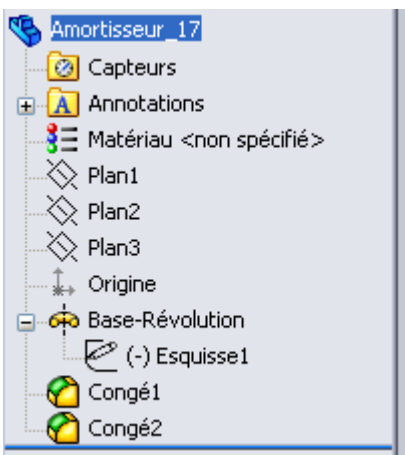 Amortisseur_17
Capteurs
Annotations
Matériau <non spécifié>
Plan1
Plan2
Plan3
Origine
Base-Révolution
(-) Esquisse1
Congé1
Congé2